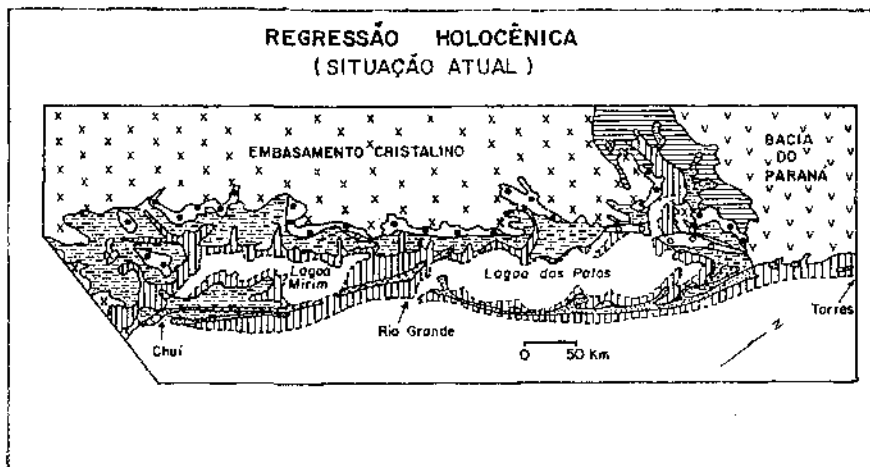 REGRESSÃO HOLOCÊNICA
(SITUAÇÃO ATUAL)
EMBASAMENTO CRISTALINO
BACIA
DO
PARANÁ
Lagoa
Mirim
Lagoa dos Patos
Chuí
Rio Grande
Torres
0 50 Km
N